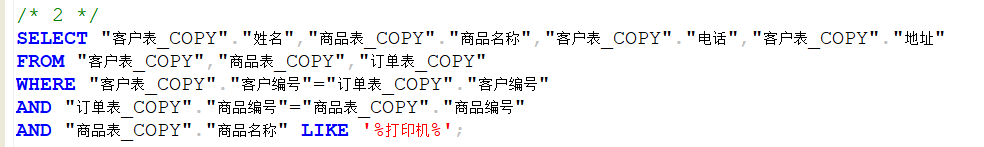 /* 2 */
SELECT "客户表_COPY"."姓名","商品表_COPY"."商品名称","客户表_COPY"."电话","客户表_COPY"."地址"
FROM "客户表_COPY","商品表_COPY","订单表_COPY"
WHERE "客户表_COPY"."客户编号"="订单表_COPY"."客户编号"
AND "订单表_COPY"."商品编号"="商品表_COPY"."商品编号"
AND "商品表_COPY"."商品名称" LIKE '%打印机%';